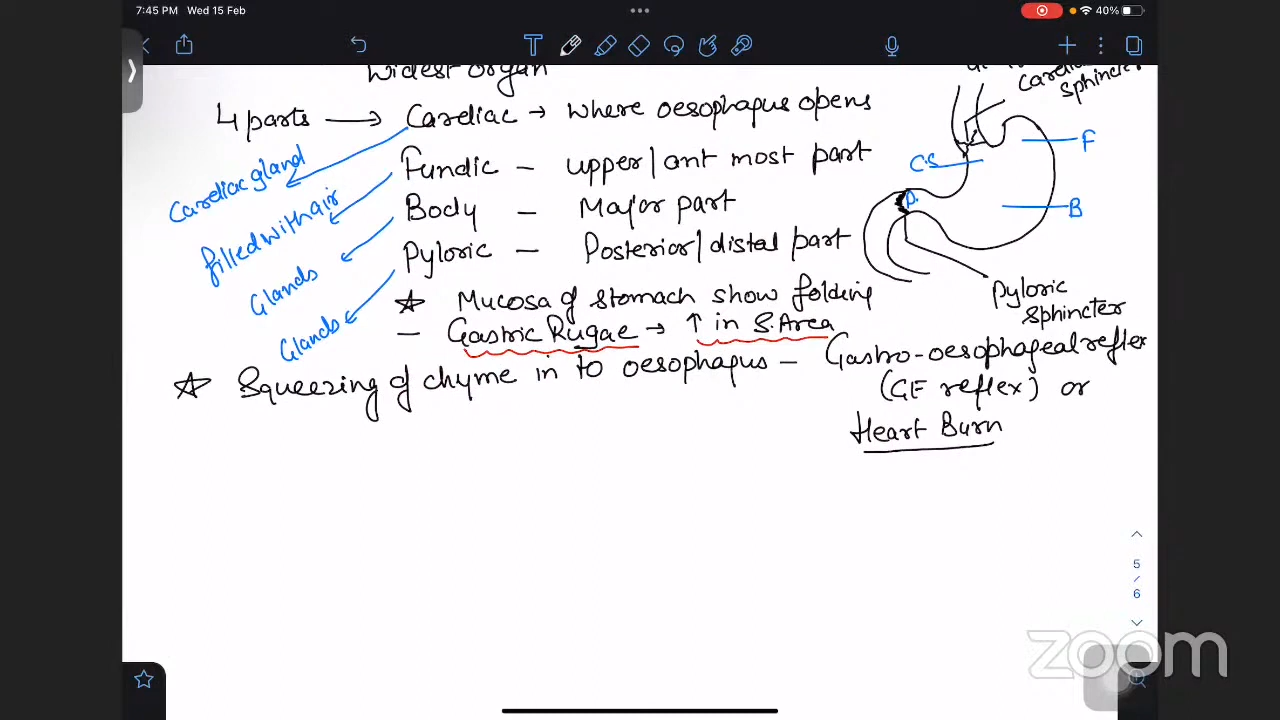 7:45 PM Wed 15 Feb
40%
Widest organ
4 parts → Cardiac → where oesophagus opens
Fundic – upper/ant most part
Body – Major part
Pyloric – Posterior/distal part
Cardiac gland
filled with air
Glands
Glands
☆ Mucosa of stomach show folding
– Gastric Rugae → ↑ in S.Area
☆ Squeezing of chyme in to oesophagus – Gastro-oesophageal reflex
(GE reflex) or
Heart Burn
Cardiac
sphincter
C.S
F
P.
B
Pyloric
Sphincter
5
/
6
zoom